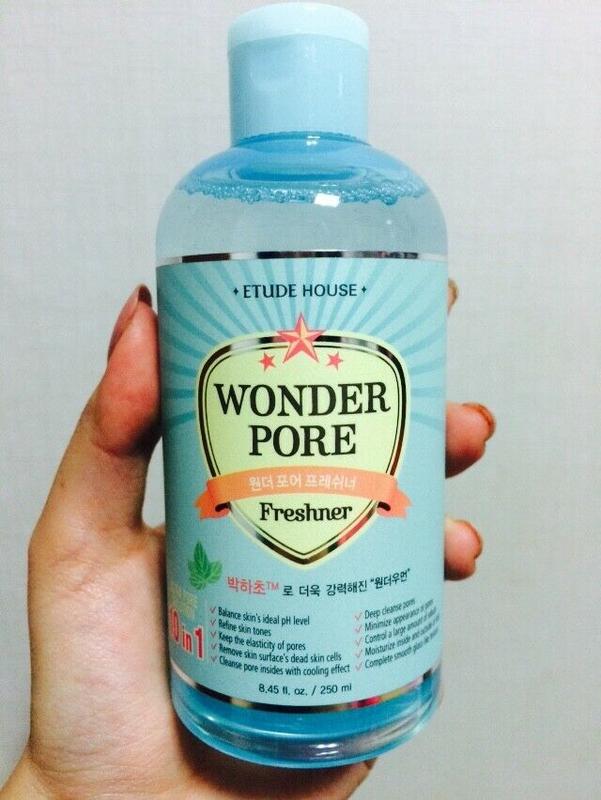 ETUDE HOUSE
WONDER
PORE
원더 포어 프레쉬너
Freshner
박하초™ 로 더욱 강력해진 "원더우먼"
10 in 1
Balance skin's ideal pH level
Refine skin tones
Keep the elasticity of pores
Remove skin surface's dead skin cells
Cleanse pore insides with cooling effect
Deep cleanse pores
Minimize appearance of pores
Control a large amount of sebum
Moisturize inside and
Complete smooth glass like
8.45 fl. oz. / 250 ml